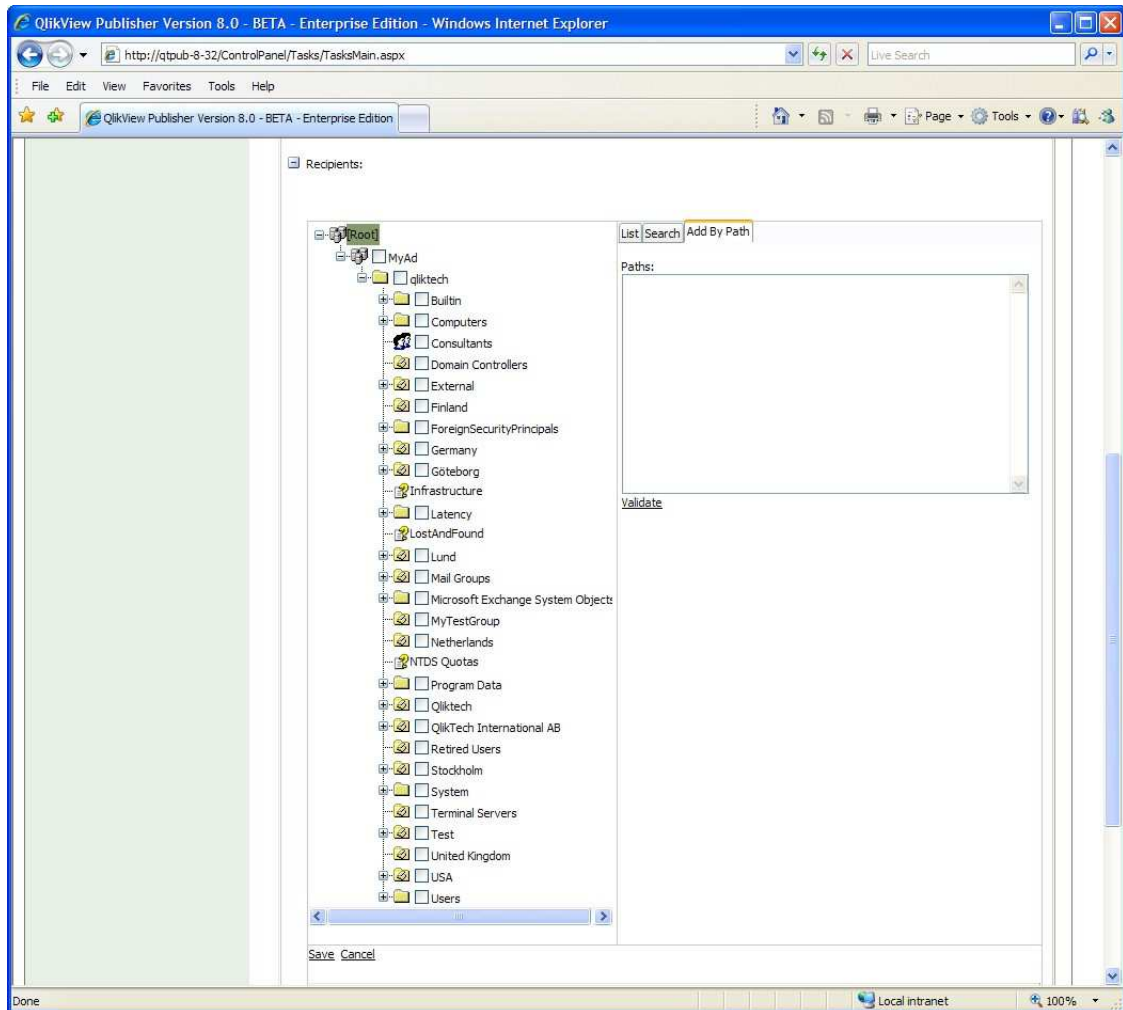 QlikView Publisher Version 8.0 - BETA - Enterprise Edition - Windows Internet Explorer
http://qtpub-8-32/ControlPanel/Tasks/TasksMain.aspx
Live Search
File Edit View Favorites Tools Help
QlikView Publisher Version 8.0 - BETA - Enterprise Edition
Page Tools
Recipients:
[Root]
List Search Add By Path
MyAd
Paths:
qliktech
Builtin
Computers
Consultants
Domain Controllers
External
Finland
ForeignSecurityPrincipals
Germany
Göteborg
Infrastructure
Validate
Latency
LostAndFound
Lund
Mail Groups
Microsoft Exchange System Objects
MyTestGroup
Netherlands
NTDS Quotas
Program Data
Qliktech
QlikTech International AB
Retired Users
Stockholm
System
Terminal Servers
Test
United Kingdom
USA
Users
Save Cancel
Done Local intranet 100%